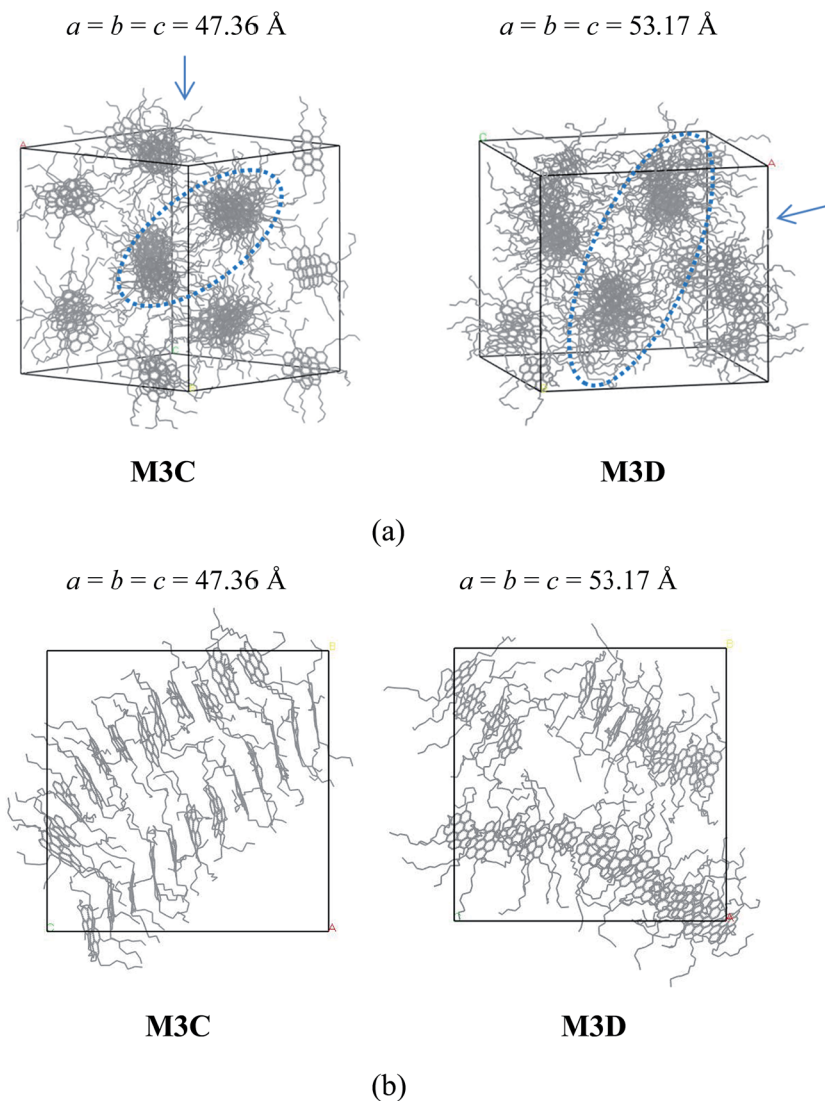 a = b = c = 47.36 Å
a = b = c = 53.17 Å
A
C
B
C
A
M3C
M3D
(a)
a = b = c = 47.36 Å
a = b = c = 53.17 Å
B
C
A
B
A
M3C
M3D
(b)